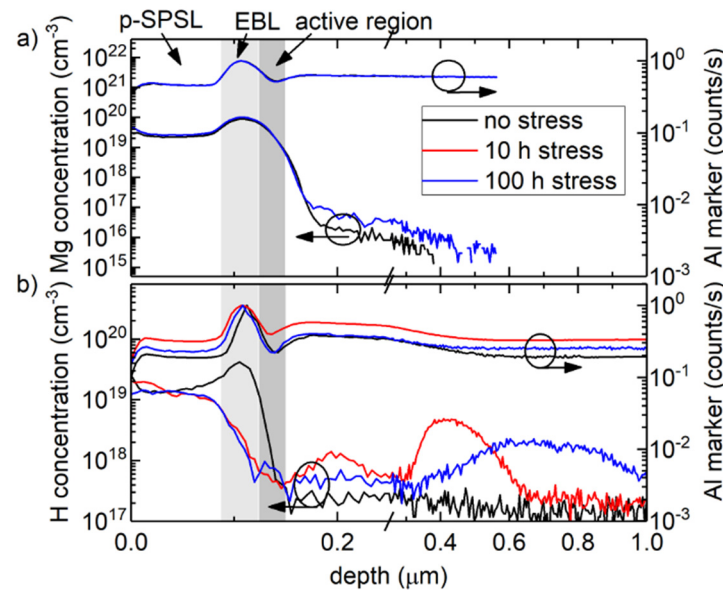 p-SPSL EBL active region
a)
Mg concentration (cm⁻³)
10²²
10²¹
10²⁰
10¹⁹
10¹⁸
10¹⁷
10¹⁶
10¹⁵
no stress
10 h stress
100 h stress
10⁰
10⁻¹
10⁻²
10⁻³
Al marker (counts/s)
b)
H concentration (cm⁻³)
10²⁰
10¹⁹
10¹⁸
10¹⁷
10⁰
10⁻¹
10⁻²
10⁻³
Al marker (counts/s)
0.0 0.2 0.4 0.6 0.8 1.0
depth (μm)